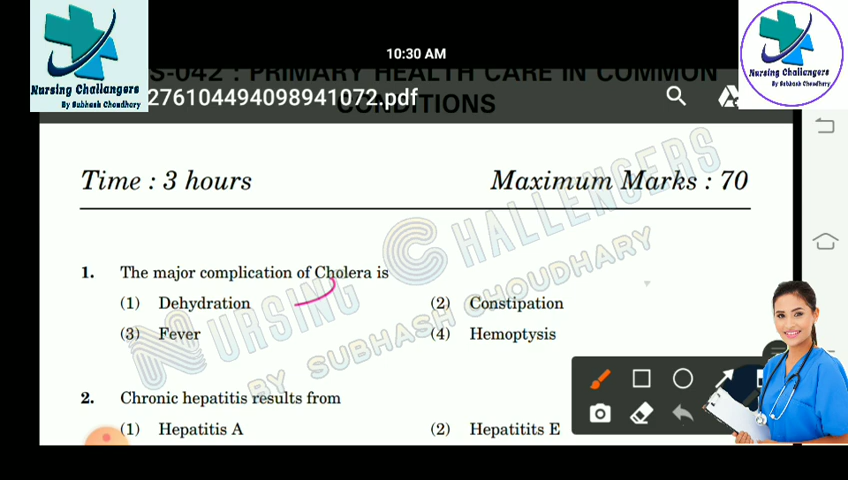 10:30 AM
Nursing Challangers
By Subhash Choudhary
Nursing Challangers
By Subhash Choudhary
S-042 : PRIMARY HEALTH CARE IN COMMON
CONDITIONS
276104494098941072.pdf
Time : 3 hours
Maximum Marks : 70
NURSING CHALLENGERS
BY SUBHASH CHOUDHARY
1. The major complication of Cholera is
(1) Dehydration
(2) Constipation
(3) Fever
(4) Hemoptysis
2. Chronic hepatitis results from
(1) Hepatitis A
(2) Hepatitits E